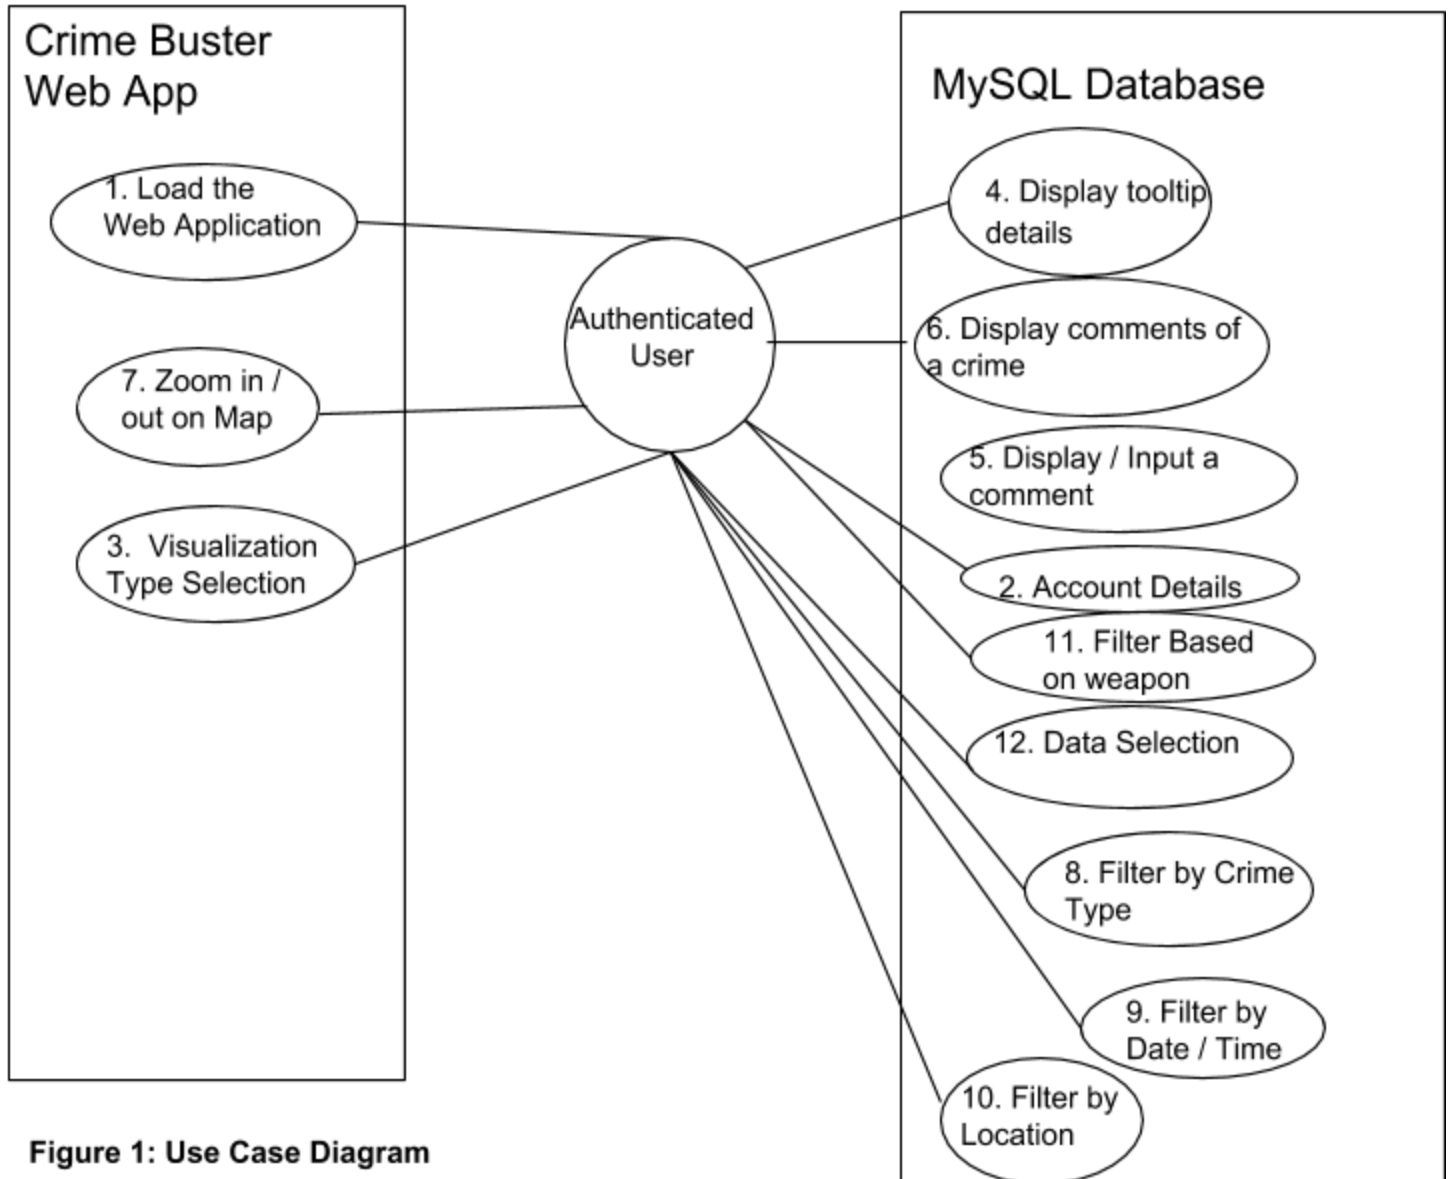 Crime Buster
Web App
1. Load the
Web Application
7. Zoom in /
out on Map
3. Visualization
Type Selection
Authenticated
User
MySQL Database
4. Display tooltip
details
6. Display comments of
a crime
5. Display / Input a
comment
2. Account Details
11. Filter Based
on weapon
12. Data Selection
8. Filter by Crime
Type
9. Filter by
Date / Time
10. Filter by
Location
Figure 1: Use Case Diagram